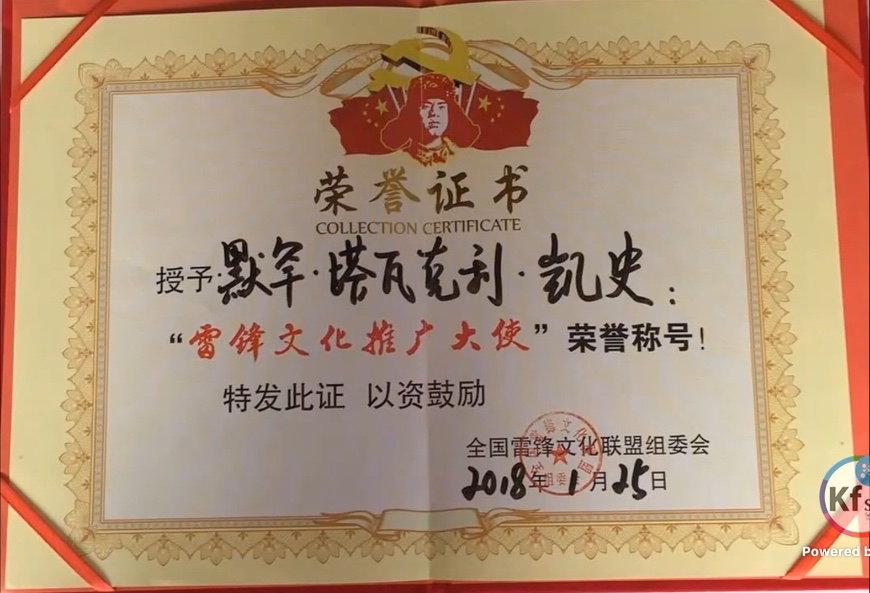 荣誉证书
COLLECTION CERTIFICATE
授予:默罕·塔瓦克利·凯史:
“雷锋文化推广大使”荣誉称号!
特发此证 以资鼓励
全国雷锋文化联盟组委会
2018年1月25日
Kf
Powered b